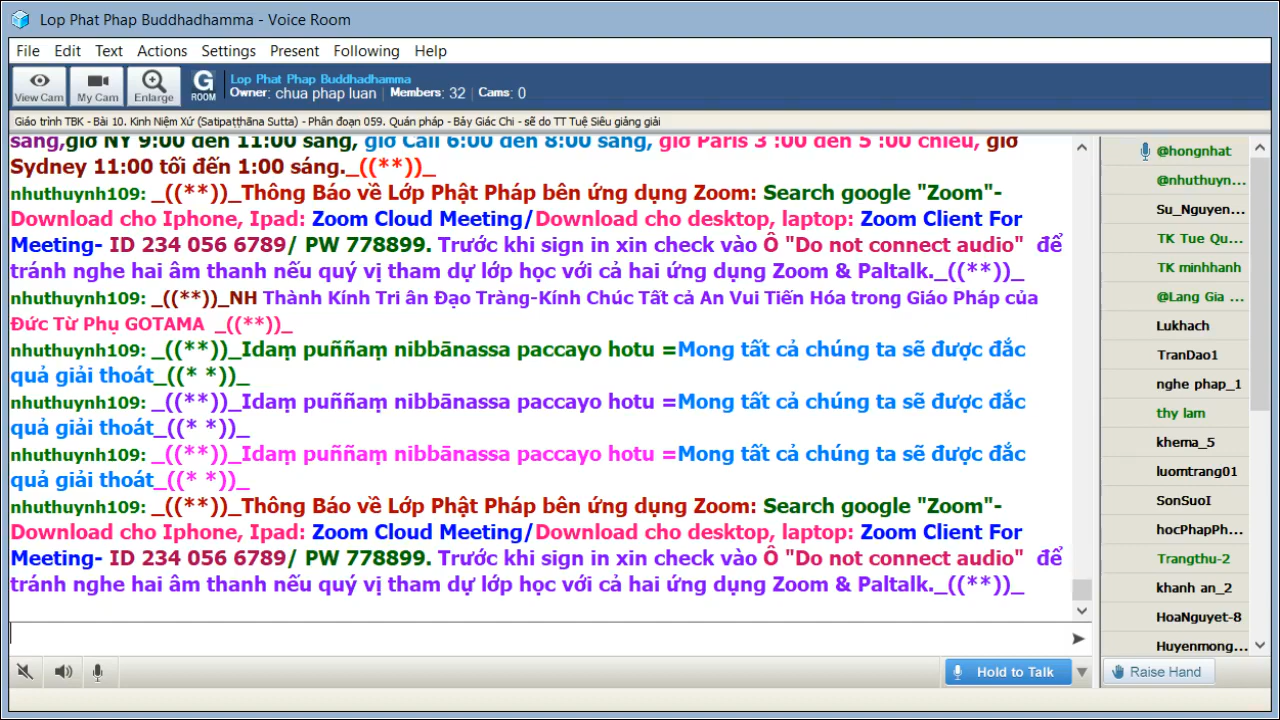 Lop Phat Phap Buddhadhamma - Voice Room
File Edit Text Actions Settings Present Following Help
View Cam My Cam Enlarge G ROOM
Lop Phat Phap Buddhadhamma
Owner: chua phap luan Members: 32 Cams: 0
Giáo trình TBK - Bài 10. Kinh Niệm Xứ (Satipaṭṭhāna Sutta) - Phân đoạn 059. Quán pháp - Bảy Giác Chi - sẽ do TT Tuệ Siêu giảng giải
sáng,giờ NY 9:00 đến 11:00 sáng, giờ Cali 6:00 đến 8:00 sáng, giờ Paris 3 :00 đến 5 :00 chiều, giờ
Sydney 11:00 tối đến 1:00 sáng._((**))_
nhuthuynh109: _((**))_Thông Báo về Lớp Phật Pháp bên ứng dụng Zoom: Search google "Zoom"-
Download cho Iphone, Ipad: Zoom Cloud Meeting/Download cho desktop, laptop: Zoom Client For
Meeting- ID 234 056 6789/ PW 778899. Trước khi sign in xin check vào Ô "Do not connect audio" để
tránh nghe hai âm thanh nếu quý vị tham dự lớp học với cả hai ứng dụng Zoom & Paltalk._((**))_
nhuthuynh109: _((**))_NH Thành Kính Tri ân Đạo Tràng-Kính Chúc Tất cả An Vui Tiến Hóa trong Giáo Pháp của
Đức Từ Phụ GOTAMA _((**))_
nhuthuynh109: _((**))_Idaṃ puññaṃ nibbānassa paccayo hotu =Mong tất cả chúng ta sẽ được đắc
quả giải thoát_((* *))_
nhuthuynh109: _((**))_Idaṃ puññaṃ nibbānassa paccayo hotu =Mong tất cả chúng ta sẽ được đắc
quả giải thoát_((* *))_
nhuthuynh109: _((**))_Idaṃ puññaṃ nibbānassa paccayo hotu =Mong tất cả chúng ta sẽ được đắc
quả giải thoát_((* *))_
nhuthuynh109: _((**))_Thông Báo về Lớp Phật Pháp bên ứng dụng Zoom: Search google "Zoom"-
Download cho Iphone, Ipad: Zoom Cloud Meeting/Download cho desktop, laptop: Zoom Client For
Meeting- ID 234 056 6789/ PW 778899. Trước khi sign in xin check vào Ô "Do not connect audio" để
tránh nghe hai âm thanh nếu quý vị tham dự lớp học với cả hai ứng dụng Zoom & Paltalk._((**))_
@hongnhat
@nhuthuyn...
Su_Nguyen...
TK Tue Qu...
TK minhhanh
@Lang Gia ...
Lukhach
TranDao1
nghe phap_1
thy lam
khema_5
luomtrang01
SonSuoI
hocPhapPh...
Trangthu-2
khanh an_2
HoaNguyet-8
Huyenmong...
Hold to Talk
Raise Hand